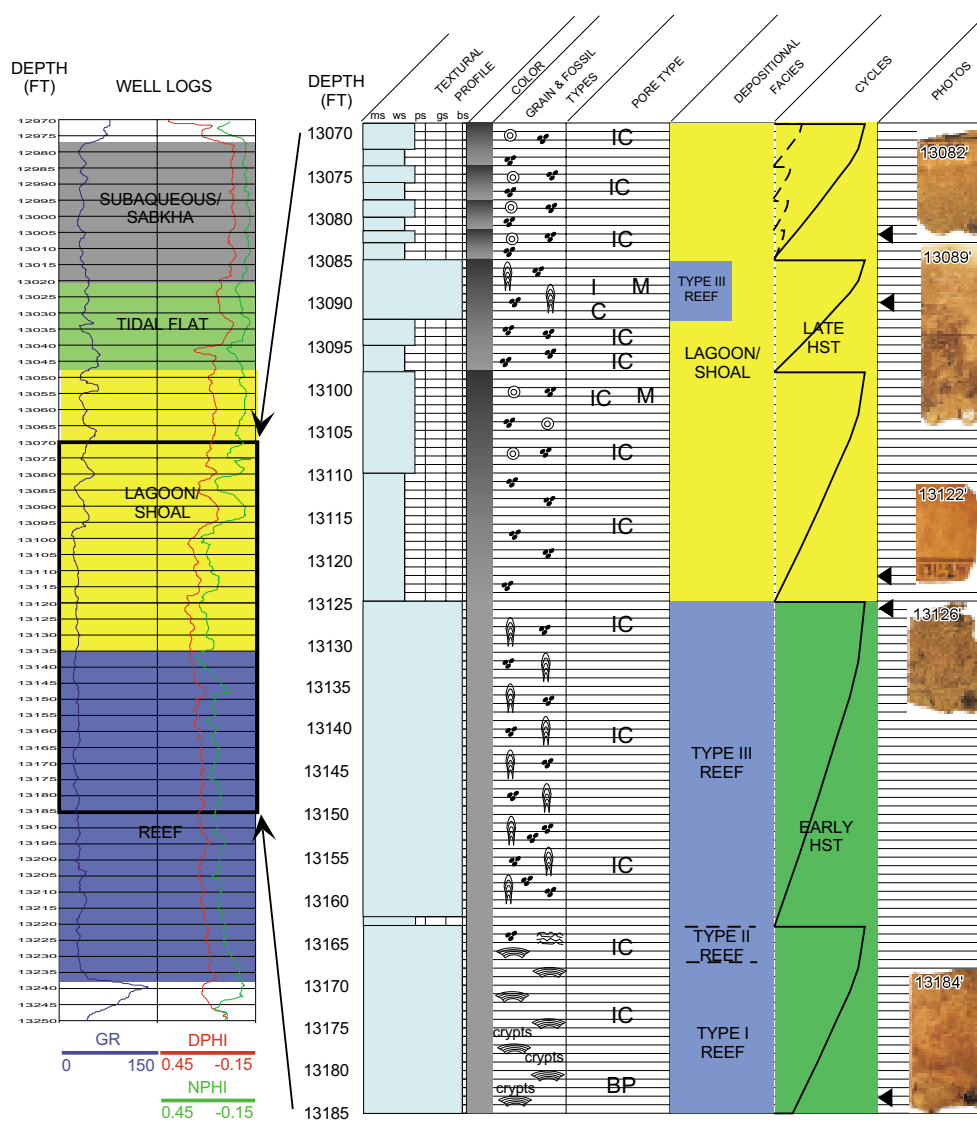 DEPTH
(FT)
WELL LOGS
12970
12975
12980
12985
12990
12995
13000
13005
13010
13015
13020
13025
13030
13035
13040
13045
13050
13055
13060
13065
13070
13075
13080
13085
13090
13095
13100
13105
13110
13115
13120
13125
13130
13135
13140
13145
13150
13155
13160
13165
13170
13175
13180
13185
13190
13195
13200
13205
13210
13215
13220
13225
13230
13235
13240
13245
13250
SUBAQUEOUS/
SABKHA
TIDAL FLAT
LAGOON/
SHOAL
REEF
GR
0 150
DPHI
0.45 -0.15
NPHI
0.45 -0.15
DEPTH
(FT)
TEXTURAL
PROFILE
COLOR
GRAIN & FOSSIL
TYPES
PORE TYPE
DEPOSITIONAL
FACIES
CYCLES
PHOTOS
ms ws ps gs bs
13070
13075
13080
13085
13090
13095
13100
13105
13110
13115
13120
13125
13130
13135
13140
13145
13150
13155
13160
13165
13170
13175
13180
13185
crypts
crypts
crypts
IC
IC
IC
I M
C
IC
IC
IC M
IC
IC
IC
IC
IC
IC
IC
BP
TYPE III
REEF
LAGOON/
SHOAL
TYPE III
REEF
TYPE II
REEF
TYPE I
REEF
LATE
HST
EARLY
HST
13082'
13089'
13122'
13126'
13184'